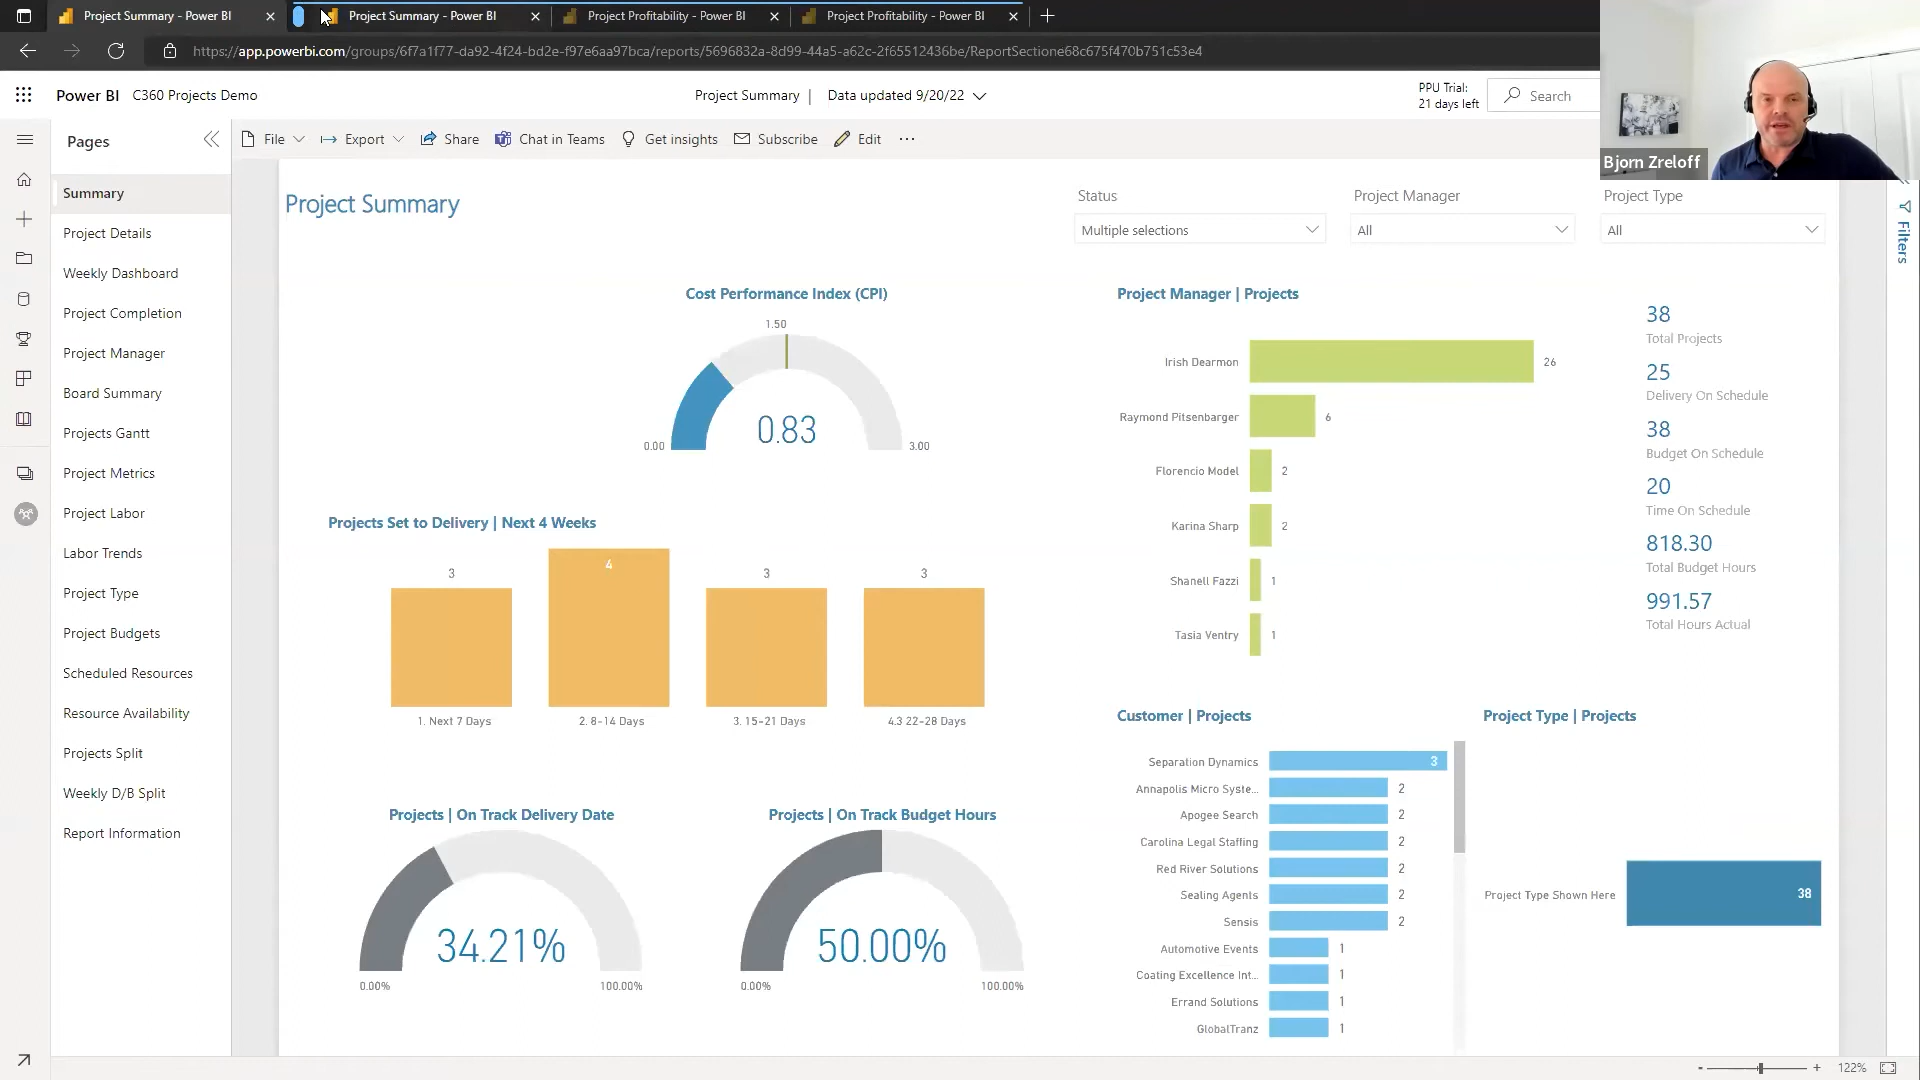 Project Summary - Power BI
Project Summary - Power BI
Project Profitability - Power BI
Project Profitability - Power BI
https://app.powerbi.com/groups/6f7a1f77-da92-4f24-bd2e-f97e6aa97bca/reports/5696832a-8d99-44a5-a62c-2f65512436be/ReportSectione68c675f470b751c53e4
Power BI C360 Projects Demo
Project Summary | Data updated 9/20/22
PPU Trial:
21 days left
Search
Bjorn Zreloff
Pages
File Export Share Chat in Teams Get insights Subscribe Edit ...
Summary
Project Details
Weekly Dashboard
Project Completion
Project Manager
Board Summary
Projects Gantt
Project Metrics
Project Labor
Labor Trends
Project Type
Project Budgets
Scheduled Resources
Resource Availability
Projects Split
Weekly D/B Split
Report Information
Project Summary
Status
Multiple selections
Project Manager
All
Project Type
All
Filters
Cost Performance Index (CPI)
1.50
0.83
0.00
3.00
Project Manager | Projects
Irish Dearmon 26
Raymond Pitsenbarger 6
Florencio Model 2
Karina Sharp 2
Shanell Fazzi 1
Tasia Ventry 1
38
Total Projects
25
Delivery On Schedule
38
Budget On Schedule
20
Time On Schedule
818.30
Total Budget Hours
991.57
Total Hours Actual
Projects Set to Delivery | Next 4 Weeks
3 4 3 3
1. Next 7 Days 2. 8-14 Days 3. 15-21 Days 4.3 22-28 Days
Projects | On Track Delivery Date
34.21%
0.00% 100.00%
Projects | On Track Budget Hours
50.00%
0.00% 100.00%
Customer | Projects
Separation Dynamics 3
Annapolis Micro Syste... 2
Apogee Search 2
Carolina Legal Staffing 2
Red River Solutions 2
Sealing Agents 2
Sensis 2
Automotive Events 1
Coating Excellence Int... 1
Errand Solutions 1
GlobalTranz 1
Project Type | Projects
Project Type Shown Here 38
- + 122%